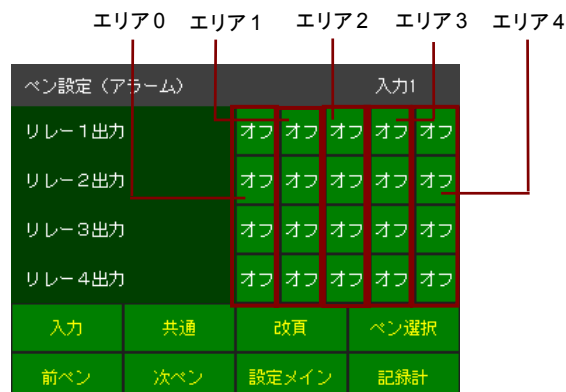 エリア0 エリア1 エリア2 エリア3 エリア4
ペン設定（アラーム） 入力1
リレー1出力 オフ オフ オフ オフ オフ
リレー2出力 オフ オフ オフ オフ オフ
リレー3出力 オフ オフ オフ オフ オフ
リレー4出力 オフ オフ オフ オフ オフ
入力 共通 改頁 ペン選択
前ペン 次ペン 設定メイン 記録計